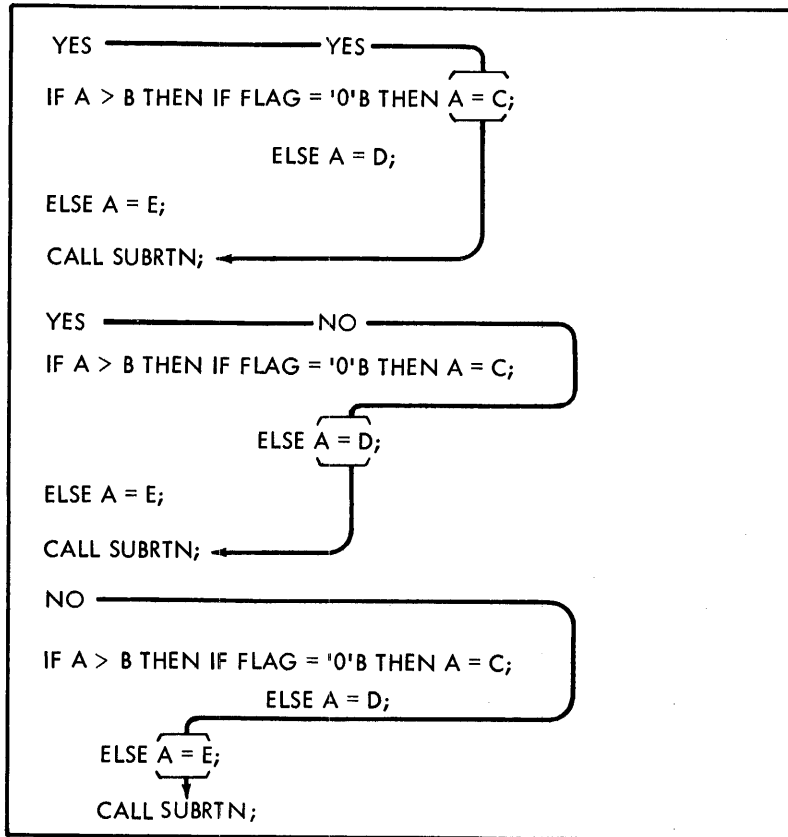 YES YES
IF A > B THEN IF FLAG = '0'B THEN A = C;
ELSE A = D;
ELSE A = E;
CALL SUBRTN;
YES NO
IF A > B THEN IF FLAG = '0'B THEN A = C;
ELSE A = D;
ELSE A = E;
CALL SUBRTN;
NO
IF A > B THEN IF FLAG = '0'B THEN A = C;
ELSE A = D;
ELSE A = E;
CALL SUBRTN;